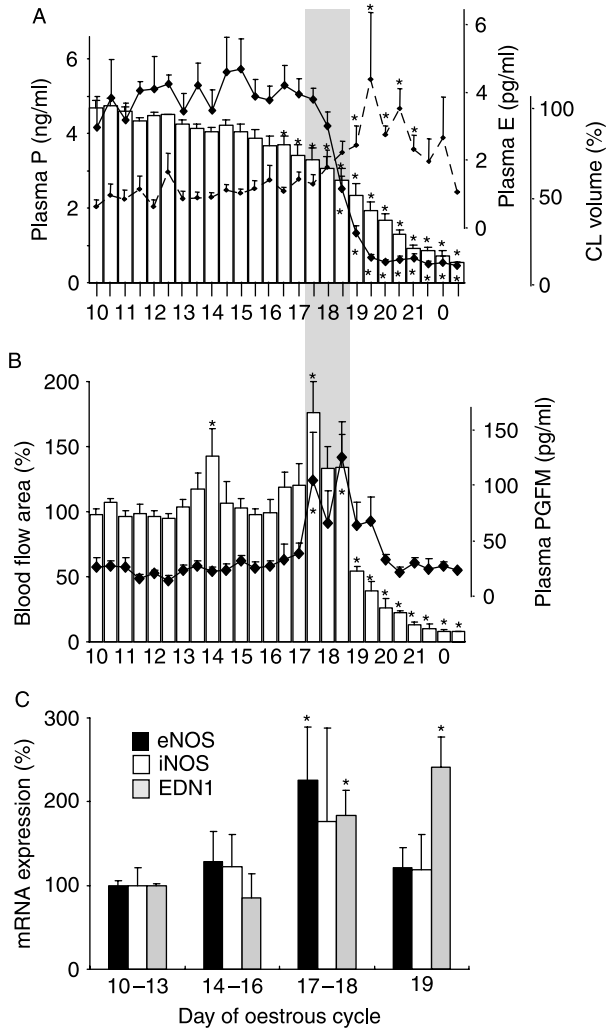 A
Plasma P (ng/ml)
6
4
2
0
Plasma E (pg/ml)
6
4
2
0
CL volume (%)
100
50
0
* * * * * * * * * * * * * * * * * * * * * * * * *
10 11 12 13 14 15 16 17 18 19 20 21 0
B
Blood flow area (%)
200
150
100
50
0
Plasma PGFM (pg/ml)
150
100
50
0
* * * * * * * * * * * *
10 11 12 13 14 15 16 17 18 19 20 21 0
C
mRNA expression (%)
300
200
100
0
eNOS
iNOS
EDN1
* * *
10–13 14–16 17–18 19
Day of oestrous cycle